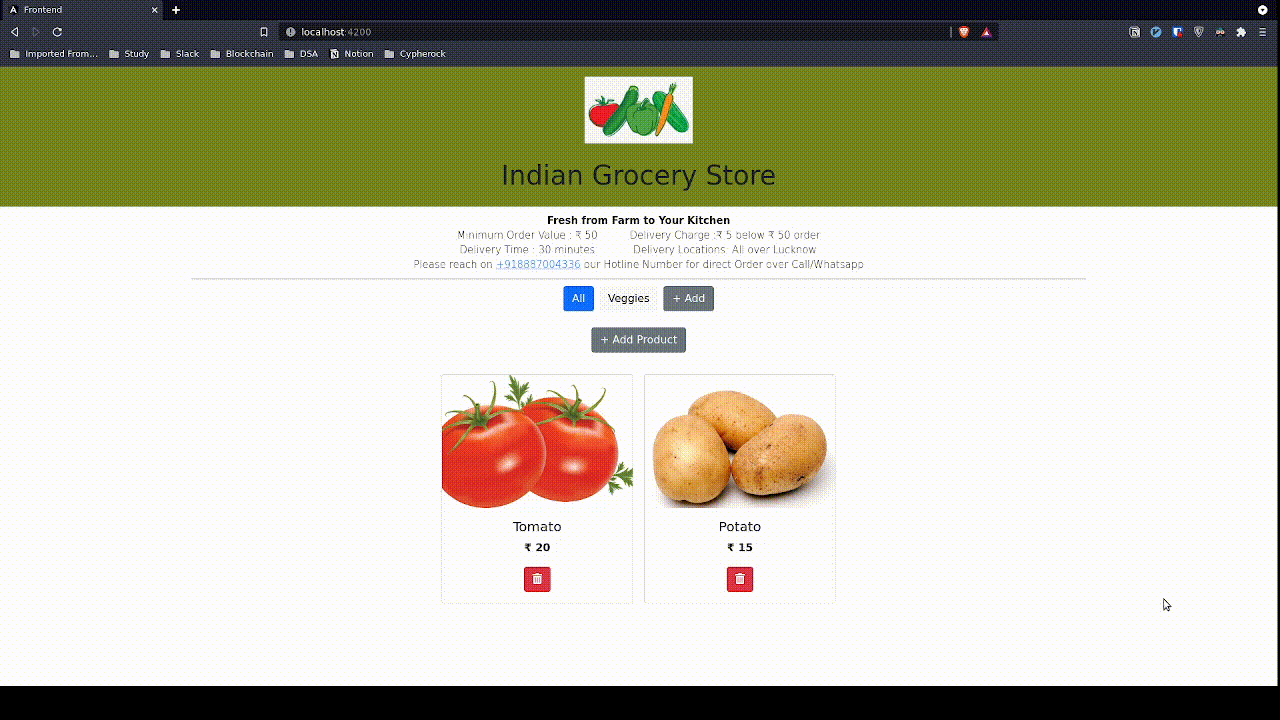 Frontend
localhost:4200
Imported From... Study Slack Blockchain DSA Notion Cypherock
Indian Grocery Store
Fresh from Farm to Your Kitchen
Minimum Order Value : ₹ 50 Delivery Charge :₹ 5 below ₹ 50 order
Delivery Time : 30 minutes Delivery Locations: All over Lucknow
Please reach on +918887004336 our Hotline Number for direct Order over Call/Whatsapp
All Veggies + Add
+ Add Product
Tomato Potato
₹ 20 ₹ 15